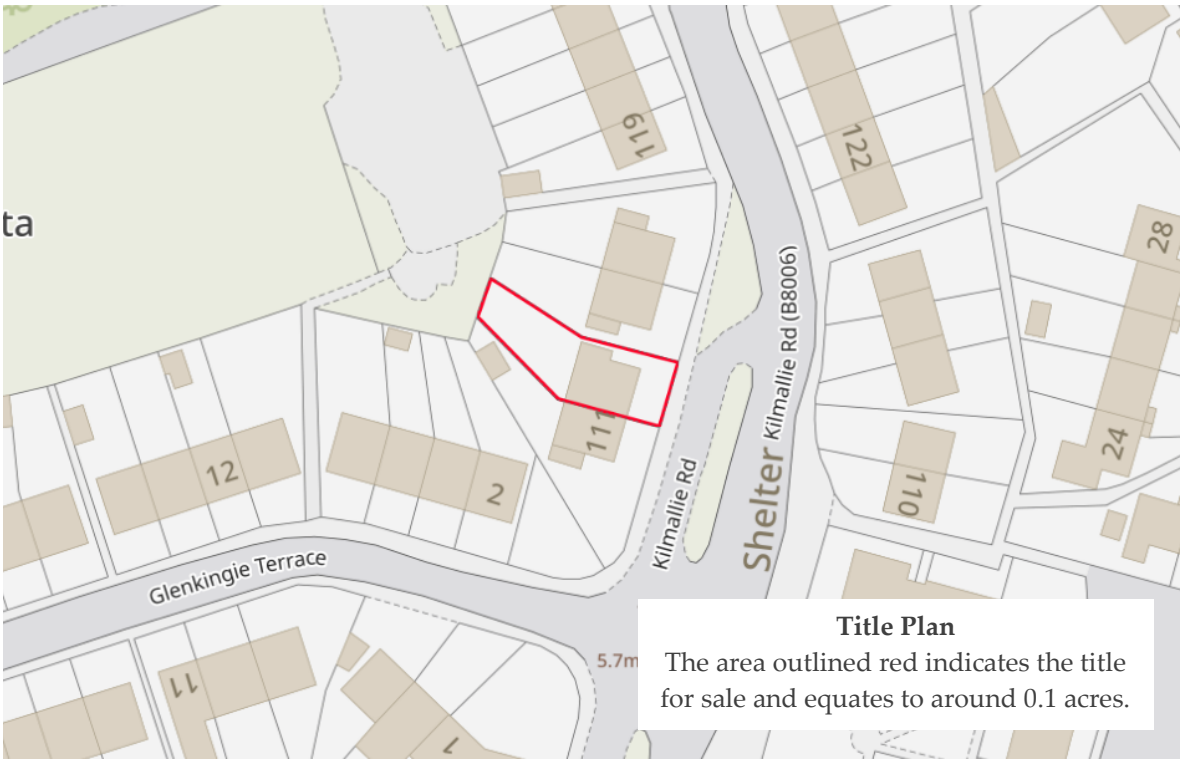 ta
119
122
28
Kilmallie Rd (B8006)
Shelter
111
Kilmallie Rd
24
110
12
2
Glenkingie Terrace
11
1
5.7m
Title Plan
The area outlined red indicates the title
for sale and equates to around 0.1 acres.